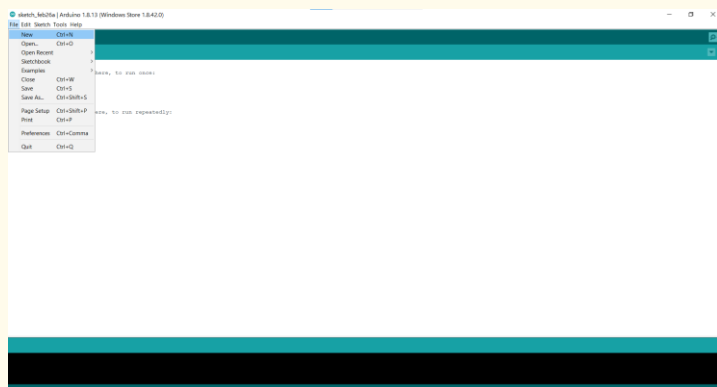 sketch_feb26a | Arduino 1.8.13 (Windows Store 1.8.42.0)
File Edit Sketch Tools Help
New Ctrl+N
Open... Ctrl+O
Open Recent
Sketchbook
Examples
here, to run once:
Close Ctrl+W
Save Ctrl+S
Save As... Ctrl+Shift+S
Page Setup Ctrl+Shift+P
ere, to run repeatedly:
Print Ctrl+P
Preferences Ctrl+Comma
Quit Ctrl+Q